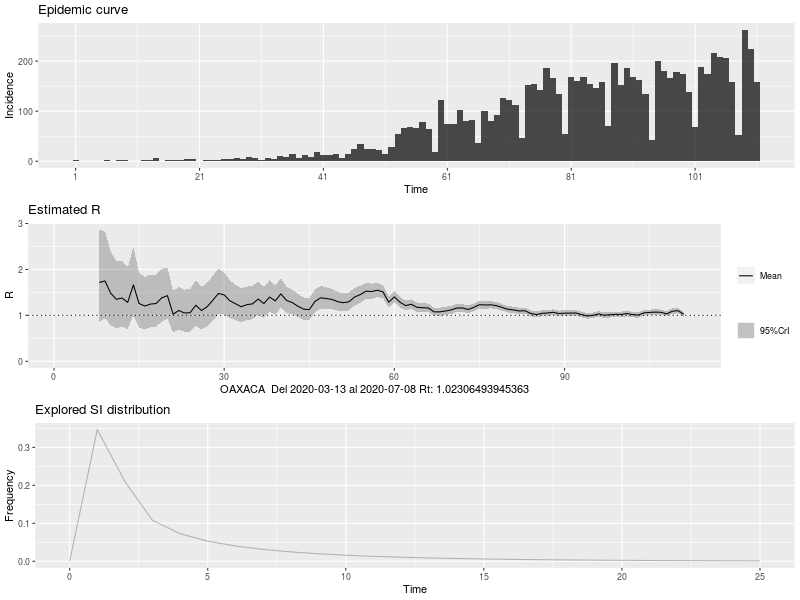 Epidemic curve
Incidence
200
100
0
1 21 41 61 81 101
Time
Estimated R
R
3
2
1
0
0 30 60 90
OAXACA Del 2020-03-13 al 2020-07-08 Rt: 1.02306493945363
Mean
95%CrI
Explored SI distribution
Frequency
0.3
0.2
0.1
0.0
0 5 10 15 20 25
Time